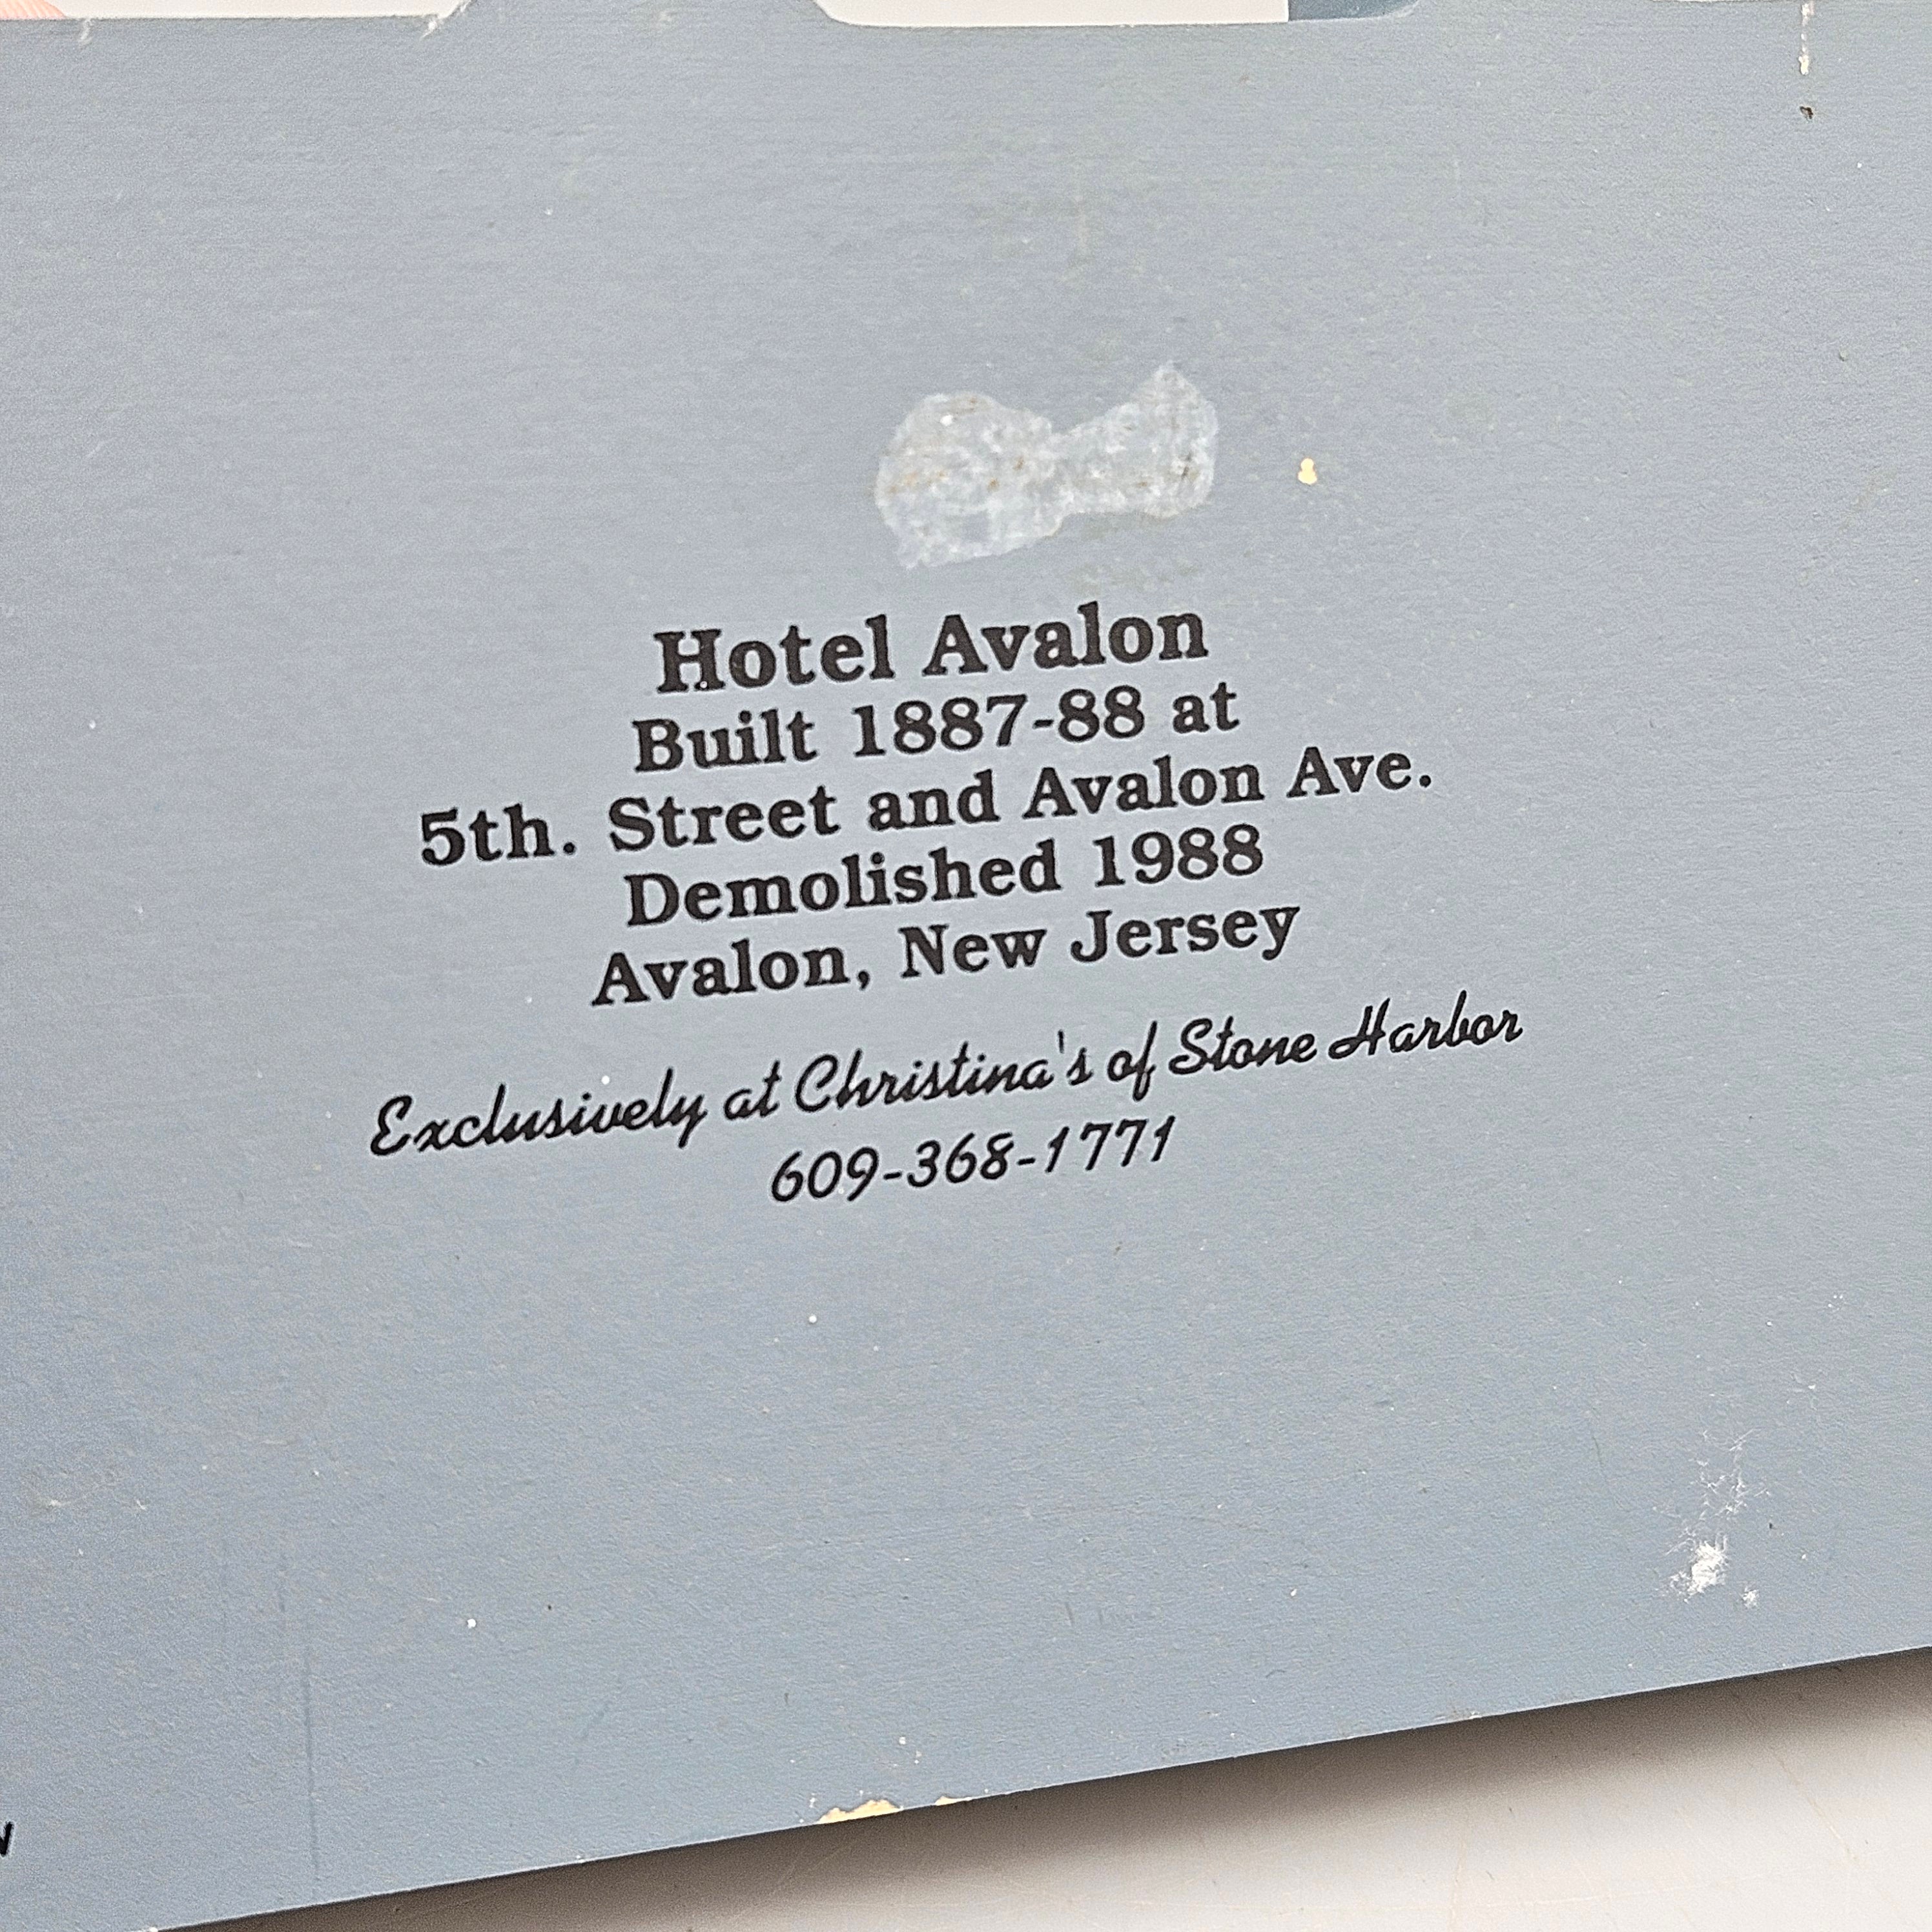 Hotel Avalon
Built 1887-88 at
5th. Street and Avalon Ave.
Demolished 1988
Avalon, New Jersey
Exclusively at Christina's of Stone Harbor
609-368-1771